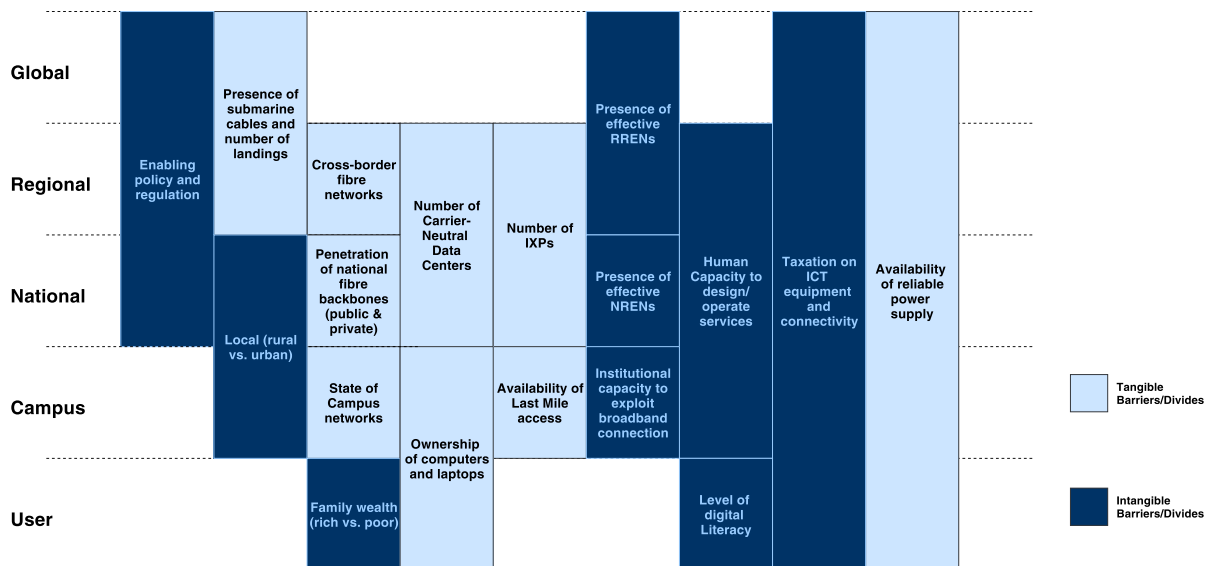 Global
Regional
National
Campus
User
Enabling
policy and
regulation
Presence of
submarine
cables and
number of
landings
Local (rural
vs. urban)
Cross-border
fibre
networks
Penetration
of national
fibre
backbones
(public &
private)
State of
Campus
networks
Family wealth
(rich vs. poor)
Number of
Carrier-
Neutral
Data
Centers
Ownership
of computers
and laptops
Number of
IXPs
Availability of
Last Mile
access
Presence of
effective
RRENs
Presence of
effective
NRENs
Institutional
capacity to
exploit
broadband
connection
Human
Capacity to
design/
operate
services
Level of
digital
Literacy
Taxation on
ICT
equipment
and
connectivity
Availability
of reliable
power
supply
Tangible
Barriers/Divides
Intangible
Barriers/Divides